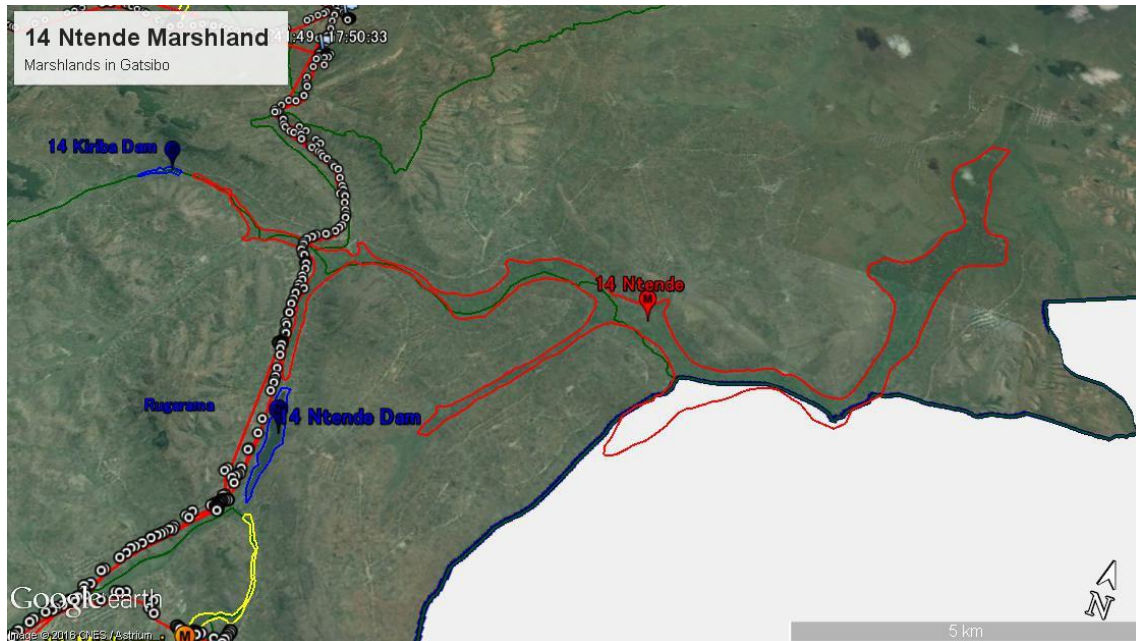 14 Ntende Marshland
Marshlands in Gatsibo
17:50:33
14 Kiriba Dam
14 Ntende
M
Rugarama
14 Ntende Dam
Google earth
Image © 2016 CNES / Astrium
M
N
5 km